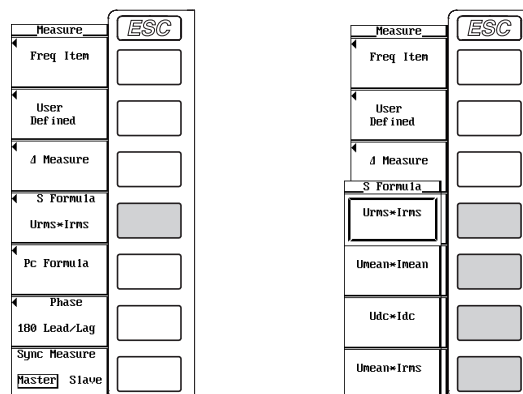 Measure
ESC
Freq Item
User
Defined
Δ Measure
S Formula
Urms*Irms
Pc Formula
Phase
180 Lead/Lag
Sync Measure
Master Slave
Measure
ESC
Freq Item
User
Defined
Δ Measure
S Formula
Urms*Irms
Umean*Imean
Udc*Idc
Umean*Irms